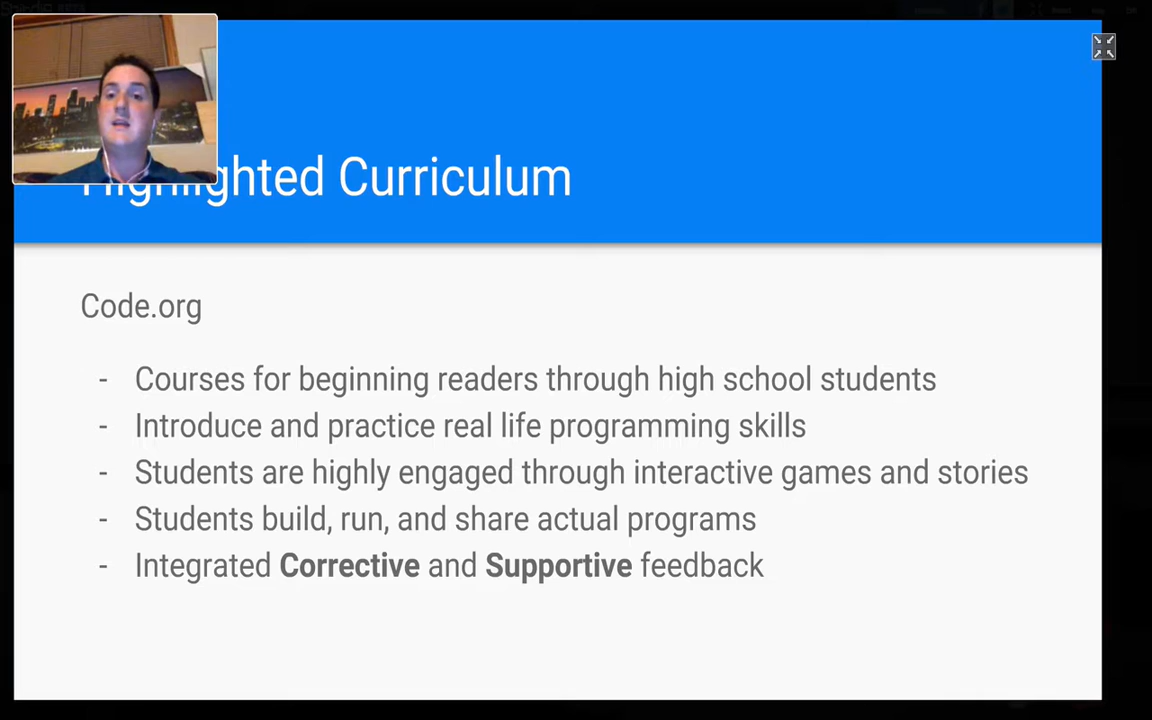 Highlighted Curriculum
Code.org
- Courses for beginning readers through high school students
- Introduce and practice real life programming skills
- Students are highly engaged through interactive games and stories
- Students build, run, and share actual programs
- Integrated Corrective and Supportive feedback